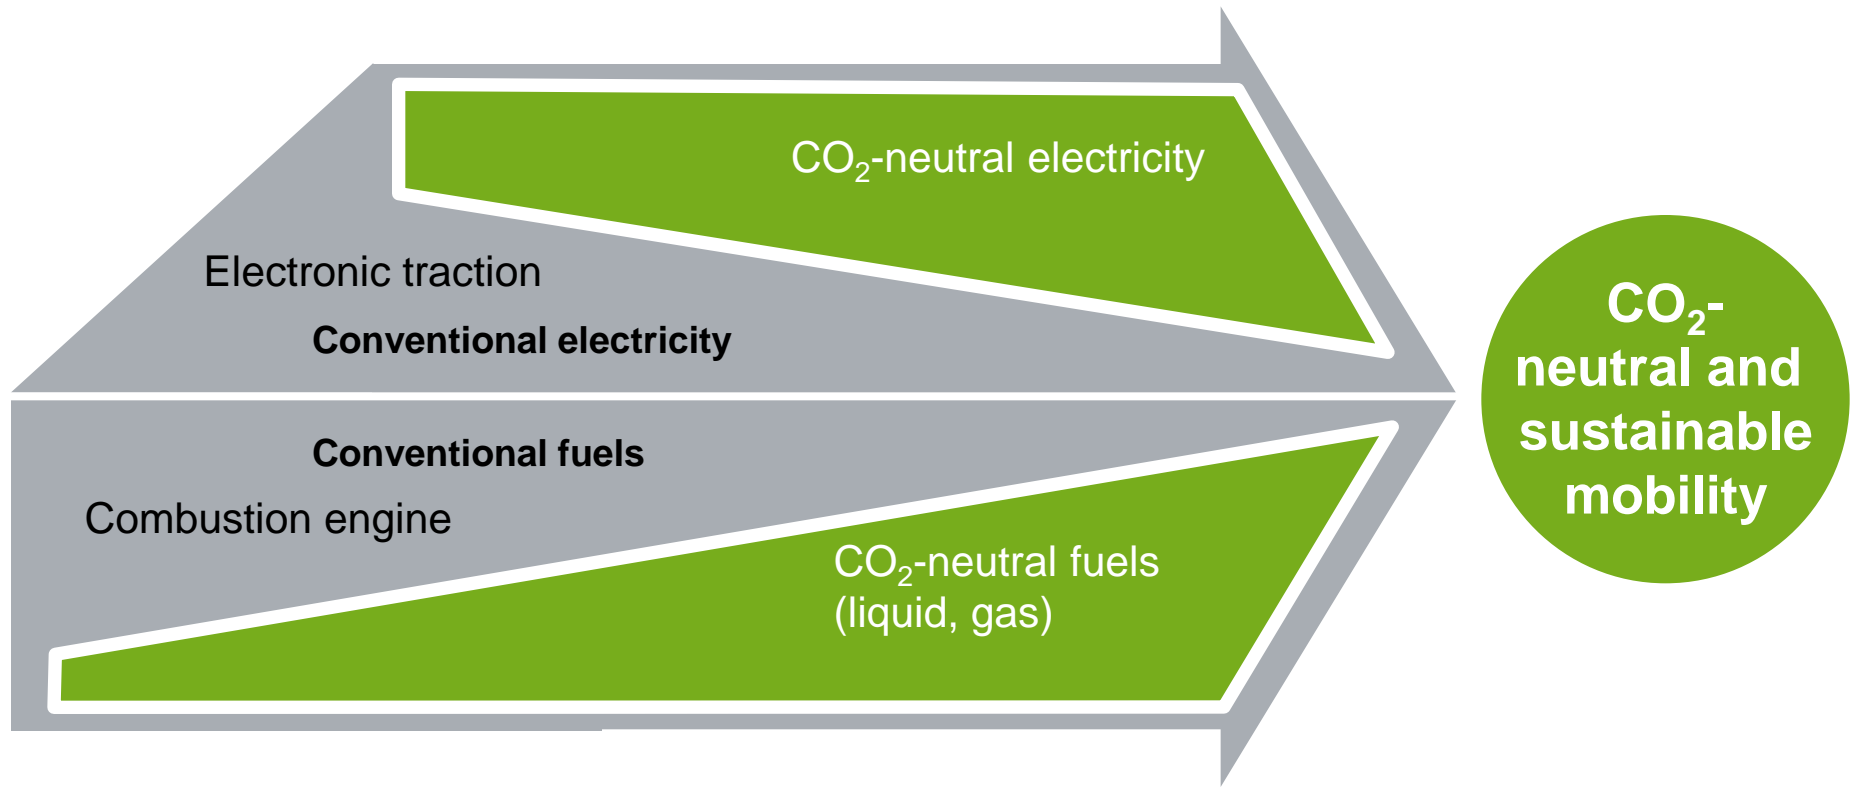 CO₂-neutral electricity
Electronic traction
Conventional electricity
Conventional fuels
Combustion engine
CO₂-neutral fuels
(liquid, gas)
CO₂-
neutral and
sustainable
mobility